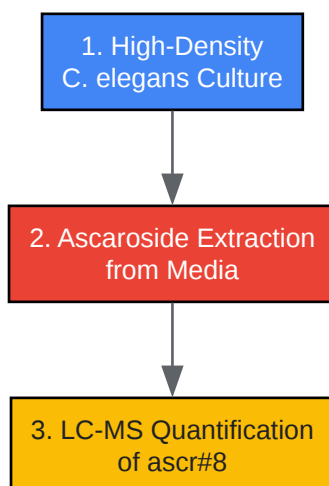 1. High-Density
C. elegans Culture
2. Ascaroside Extraction
from Media
3. LC-MS Quantification
of ascr#8